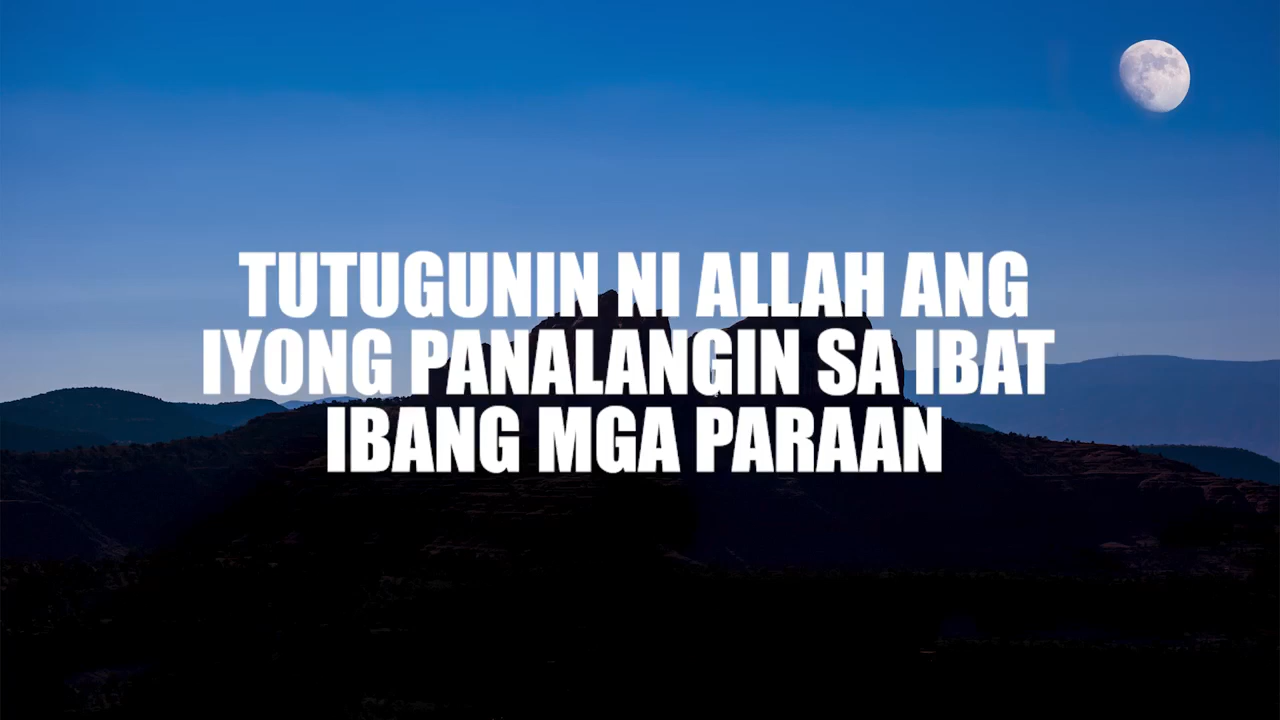 TUTUGUNIN NI ALLAH ANG
IYONG PANALANGIN SA IBAT
IBANG MGA PARAAN